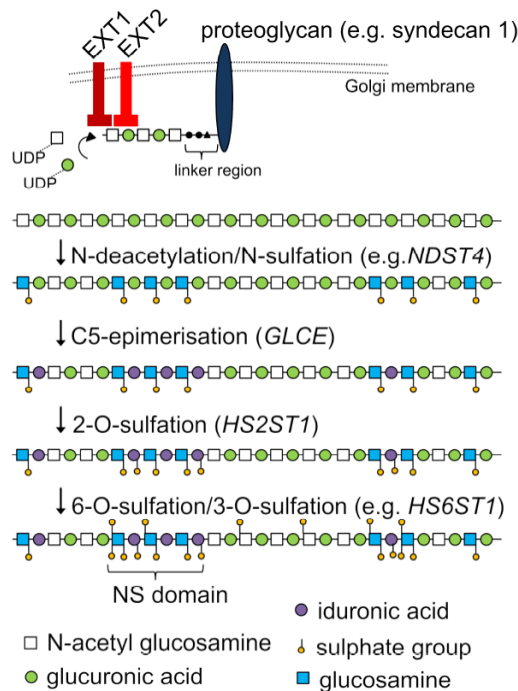 EXT1
EXT2
proteoglycan (e.g. syndecan 1)
Golgi membrane
UDP
UDP
linker region
N-deacetylation/N-sulfation (e.g.NDST4)
C5-epimerisation (GLCE)
2-O-sulfation (HS2ST1)
6-O-sulfation/3-O-sulfation (e.g. HS6ST1)
NS domain
iduronic acid
N-acetyl glucosamine
sulphate group
glucuronic acid
glucosamine